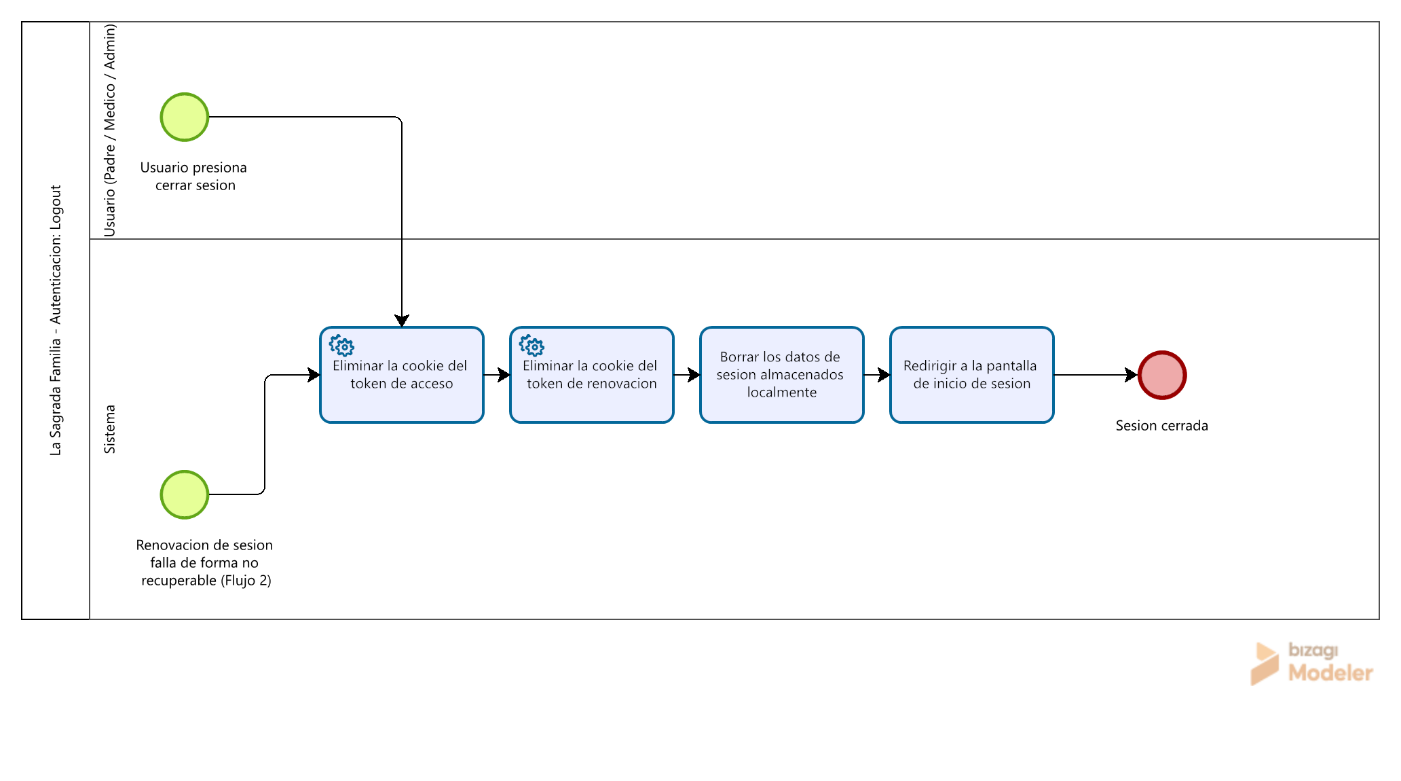 La Sagrada Familia - Autenticacion: Logout
Usuario (Padre / Medico / Admin)
Usuario presiona
cerrar sesion
Sistema
Eliminar la cookie del
token de acceso
Eliminar la cookie del
token de renovacion
Borrar los datos de
sesion almacenados
localmente
Redirigir a la pantalla
de inicio de sesion
Sesion cerrada
Renovacion de sesion
falla de forma no
recuperable (Flujo 2)
bizagi
Modeler